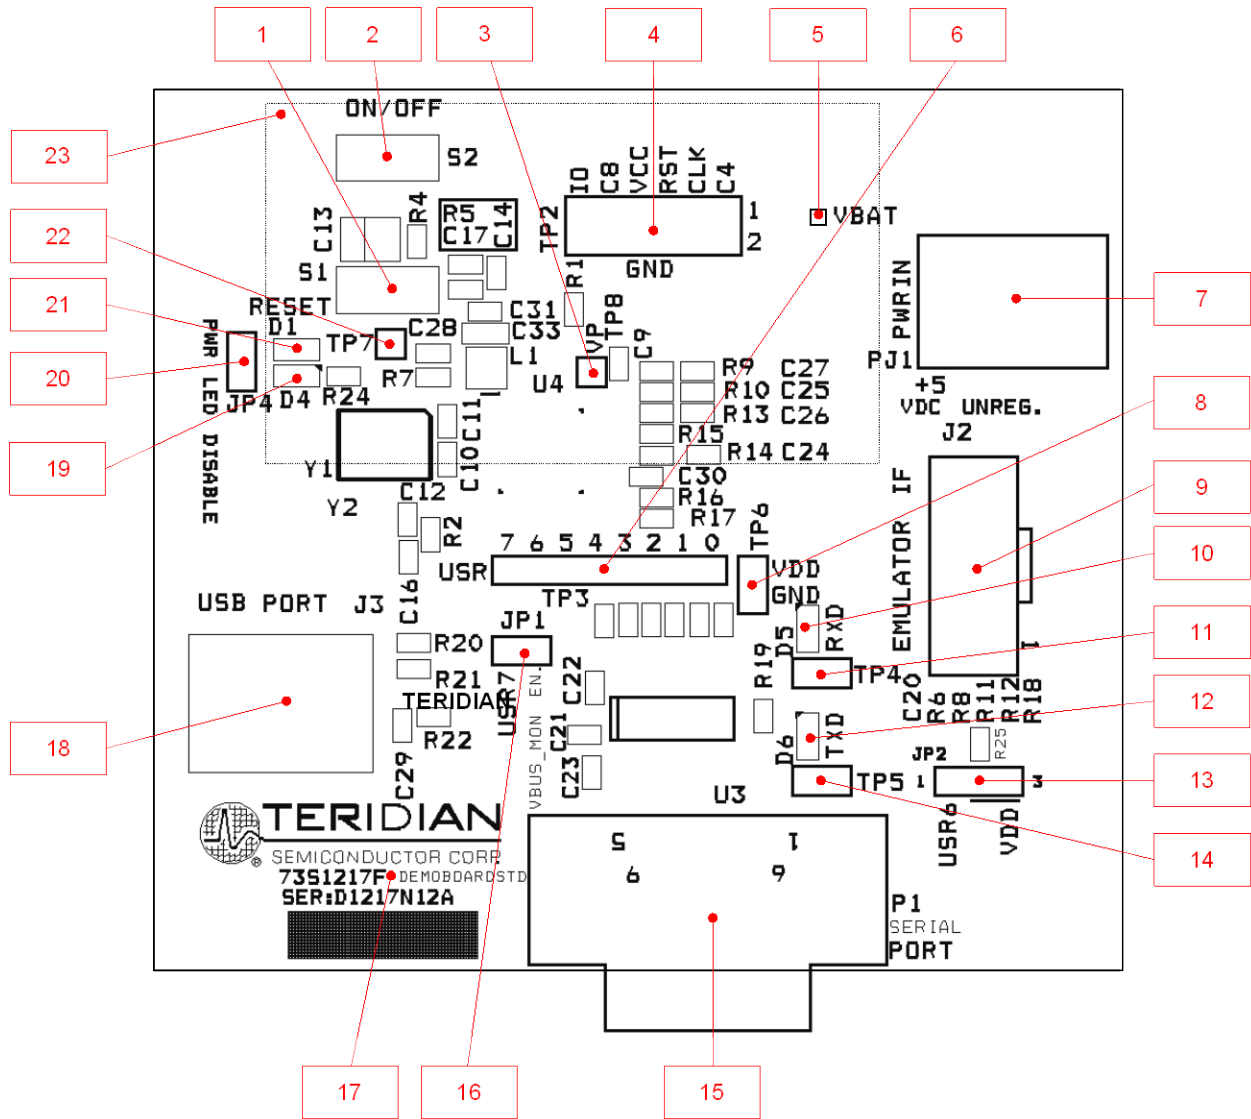 1
2
3
4
5
6
23
22
21
20
19
18
7
8
9
10
11
12
13
14
17
16
15
ON/OFF
S2
IO
C8
VCC
RST
CLK
C4
TP2
1
2
GND
VBAT
C13
R4
R5
C17
C14
S1
RESET
R1
C31
C33
C28
L1
VP
TP8
C9
PWRIN
PJ1
+5
VDC UNREG.
PWR LED DISABLE
D1
TP7
JP4
D4
R24
R7
U4
R9 C27
R10 C25
R13 C26
R15
R14 C24
C30
R16
R17
C11
C10
Y1
Y2
C12
R2
C16
J2
EMULATOR IF
1
7 6 5 4 3 2 1 0
USR
TP3
TP6
VDD
GND
USB PORT J3
JP1
R20
R21
TERIDIAN
R22
C29
USR7
VBUS_MON EN.
C22
C21
C23
R19
D5
RXD
TP4
D6
TXD
TP5
U3
C20
R6
R8
R11
R12
R18
R25
JP2
1
3
USR6
VDD
TERIDIAN
®
SEMICONDUCTOR CORP.
73S1217F DEMOBOARDSTD
SER:D1217N12A
5
1
9
6
P1
SERIAL
PORT